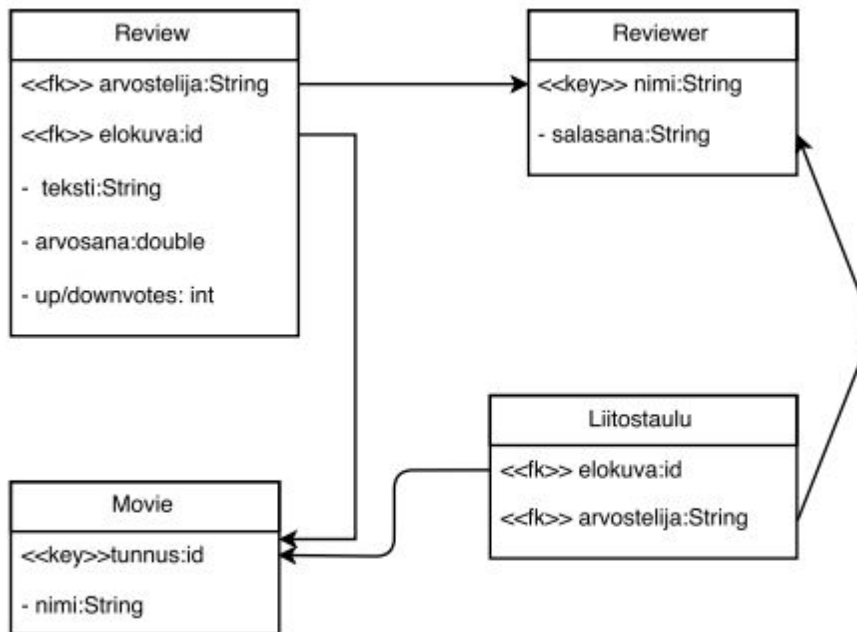 Review
<<fk>> arvostelija:String
<<fk>> elokuva:id
- teksti:String
- arvosana:double
- up/downvotes: int
Reviewer
<<key>> nimi:String
- salasana:String
Liitostaulu
<<fk>> elokuva:id
<<fk>> arvostelija:String
Movie
<<key>>tunnus:id
- nimi:String